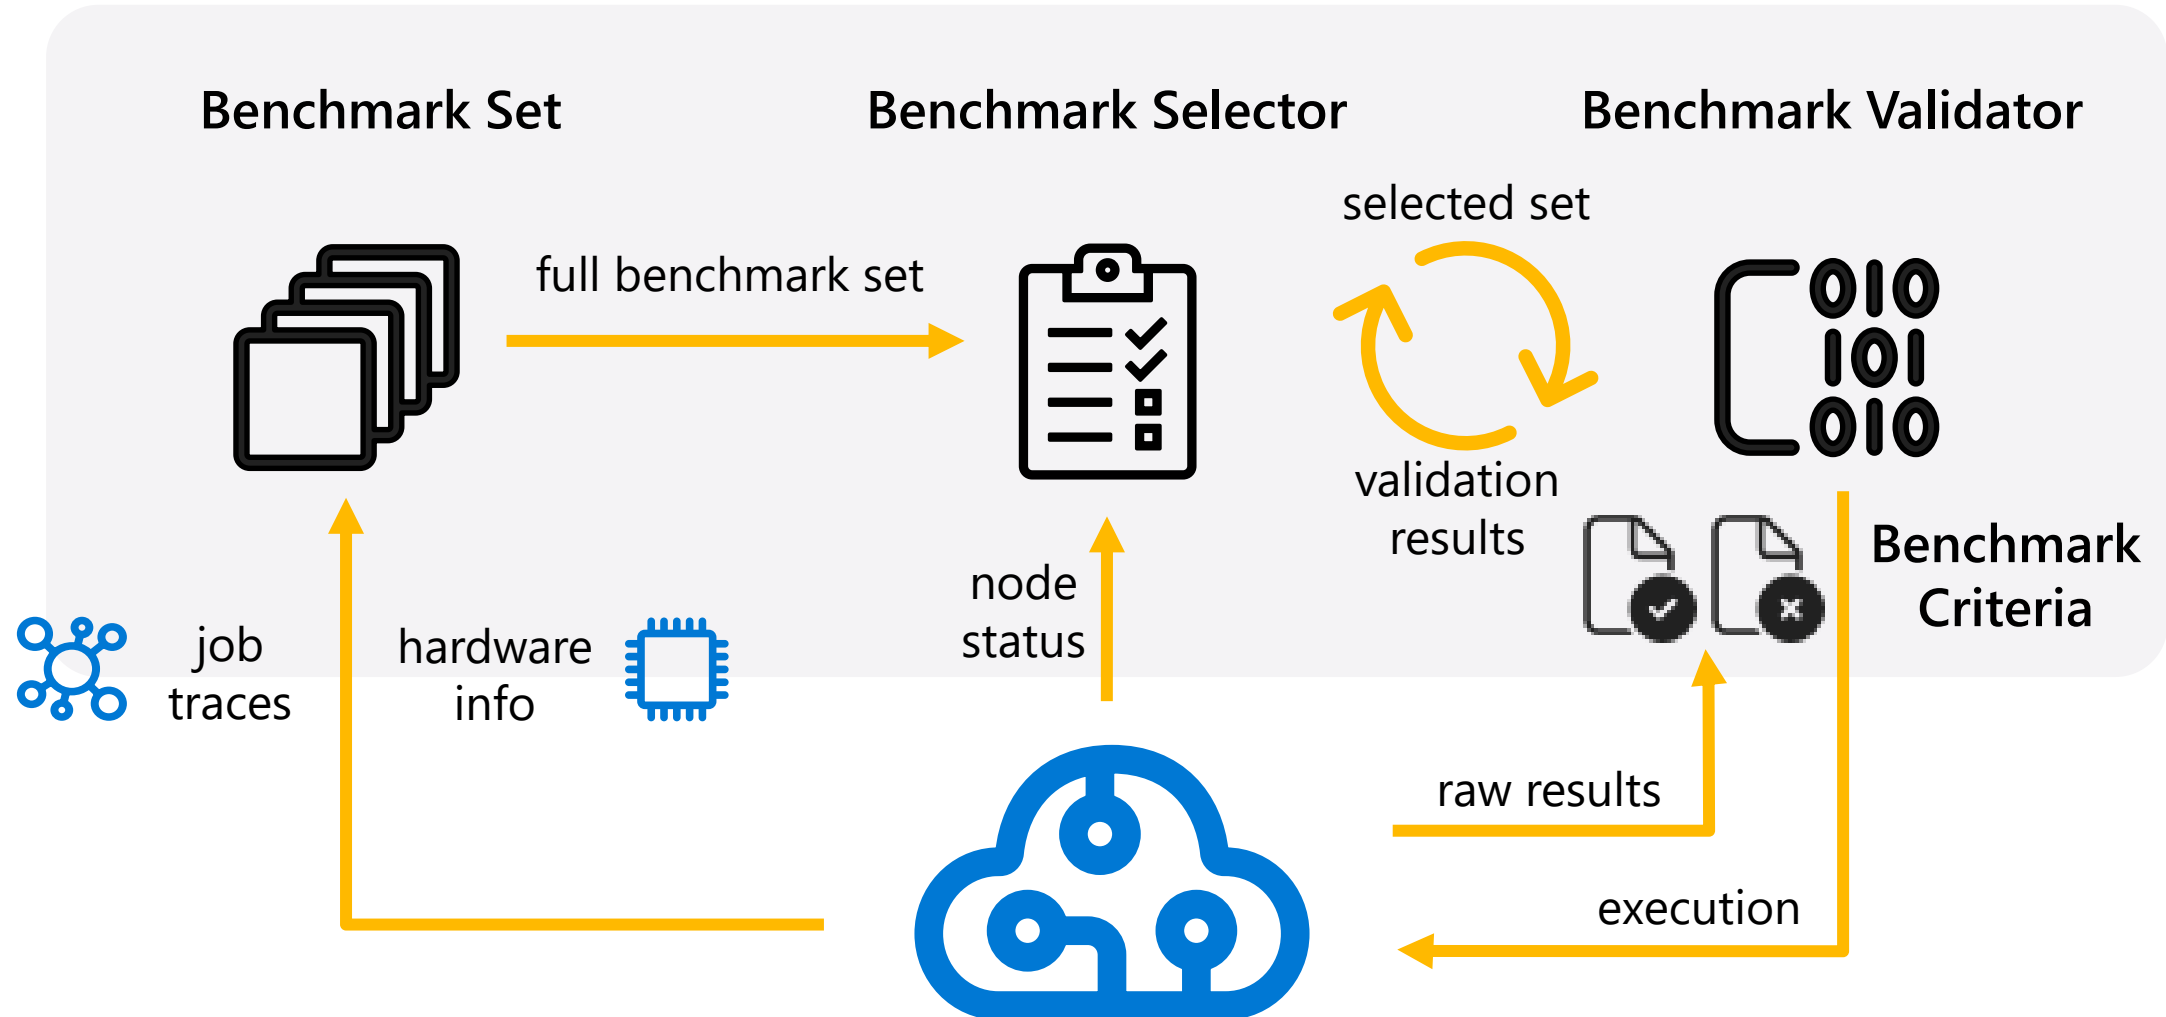 Benchmark Set
Benchmark Selector
Benchmark Validator
selected set
full benchmark set
validation
results
Benchmark
Criteria
node
status
job
traces
hardware
info
raw results
execution